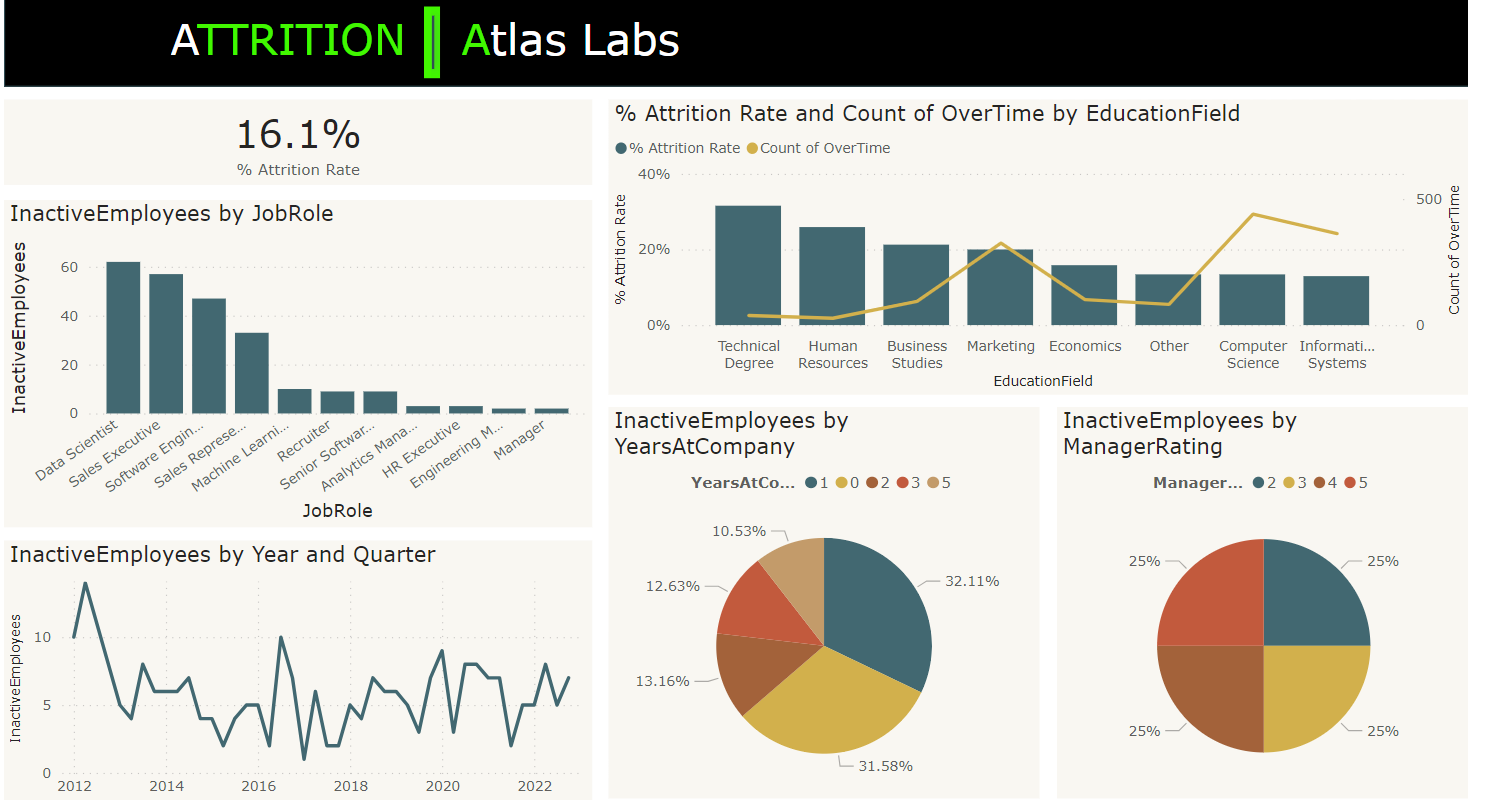 ATTRITION Atlas Labs
16.1%
% Attrition Rate
InactiveEmployees by JobRole
InactiveEmployees
60
40
20
0
Data Scientist
Sales Executive
Software Engin...
Sales Represe...
Machine Learni...
Recruiter
Senior Softwar...
Analytics Mana...
HR Executive
Engineering M...
Manager
JobRole
InactiveEmployees by Year and Quarter
InactiveEmployees
10
5
0
2012 2014 2016 2018 2020 2022
% Attrition Rate and Count of OverTime by EducationField
% Attrition Rate Count of OverTime
% Attrition Rate
40%
20%
0%
500
0
Count of OverTime
Technical
Degree
Human
Resources
Business
Studies
Marketing
Economics
Other
Computer
Science
Informati...
Systems
EducationField
InactiveEmployees by
YearsAtCompany
YearsAtCo... 1 0 2 3 5
10.53%
12.63%
32.11%
13.16%
31.58%
InactiveEmployees by
ManagerRating
Manager... 2 3 4 5
25% 25%
25% 25%